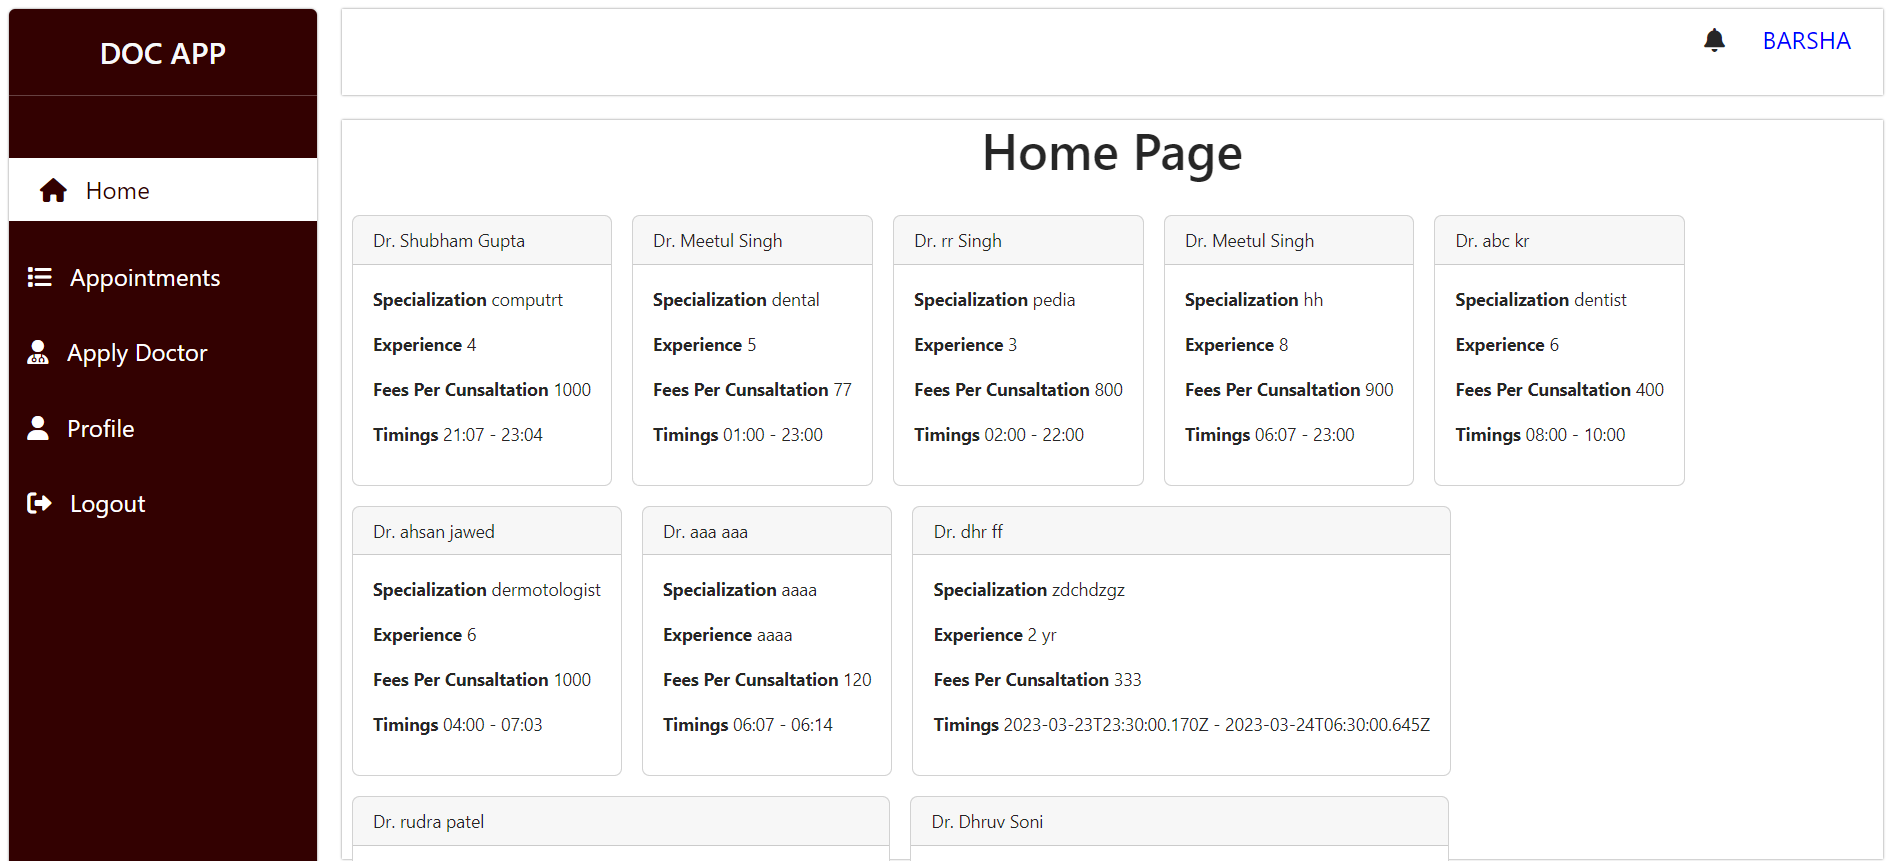 DOC APP
BARSHA
Home
Appointments
Apply Doctor
Profile
Logout
Home Page
Dr. Shubham Gupta
Specialization computrt
Experience 4
Fees Per Cunsaltation 1000
Timings 21:07 - 23:04
Dr. Meetul Singh
Specialization dental
Experience 5
Fees Per Cunsaltation 77
Timings 01:00 - 23:00
Dr. rr Singh
Specialization pedia
Experience 3
Fees Per Cunsaltation 800
Timings 02:00 - 22:00
Dr. Meetul Singh
Specialization hh
Experience 8
Fees Per Cunsaltation 900
Timings 06:07 - 23:00
Dr. abc kr
Specialization dentist
Experience 6
Fees Per Cunsaltation 400
Timings 08:00 - 10:00
Dr. ahsan jawed
Specialization dermotologist
Experience 6
Fees Per Cunsaltation 1000
Timings 04:00 - 07:03
Dr. aaa aaa
Specialization aaaa
Experience aaaa
Fees Per Cunsaltation 120
Timings 06:07 - 06:14
Dr. dhr ff
Specialization zdchdzgz
Experience 2 yr
Fees Per Cunsaltation 333
Timings 2023-03-23T23:30:00.170Z - 2023-03-24T06:30:00.645Z
Dr. rudra patel
Dr. Dhruv Soni